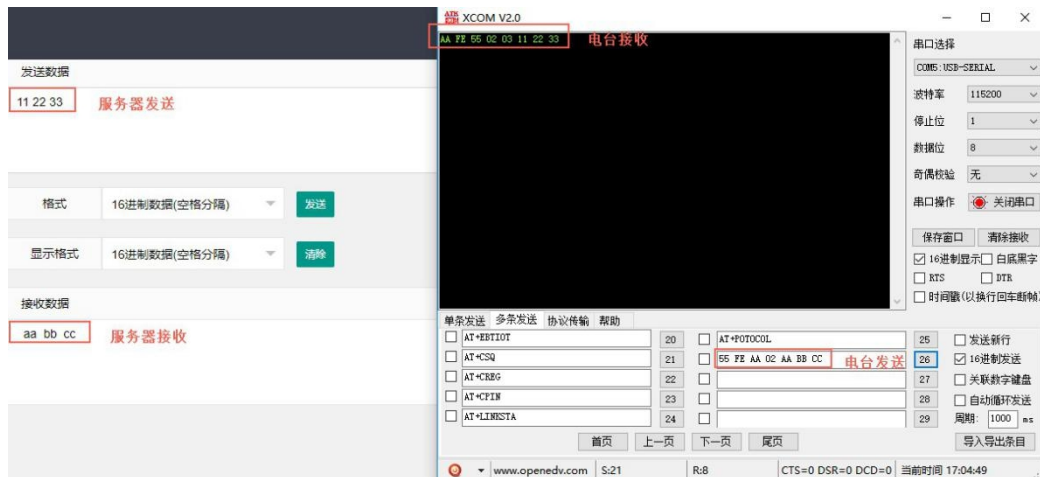 发送数据
11 22 33
服务器发送
格式
16进制数据(空格分隔)
发送
显示格式
16进制数据(空格分隔)
清除
接收数据
aa bb cc
服务器接收
ATK XCOM V2.0
AA FE 55 02 03 11 22 33
电台接收
串口选择
COM5:USB-SERIAL
波特率 115200
停止位 1
数据位 8
奇偶校验 无
串口操作 关闭串口
保存窗口 清除接收
16进制显示 白底黑字
RTS DTR
时间戳(以换行回车断帧)
单条发送 多条发送 协议传输 帮助
AT+EBTIOT 20 AT+POTOCOL 25 发送新行
AT+CSQ 21 55 FE AA 02 AA BB CC 电台发送 26 16进制发送
AT+CREG 22 27 关联数字键盘
AT+CPIN 23 28 自动循环发送
AT+LINKSTA 24 29 周期: 1000 ms
首页 上一页 下一页 尾页 导入导出条目
www.openedv.com S:21 R:8 CTS=0 DSR=0 DCD=0 当前时间 17:04:49